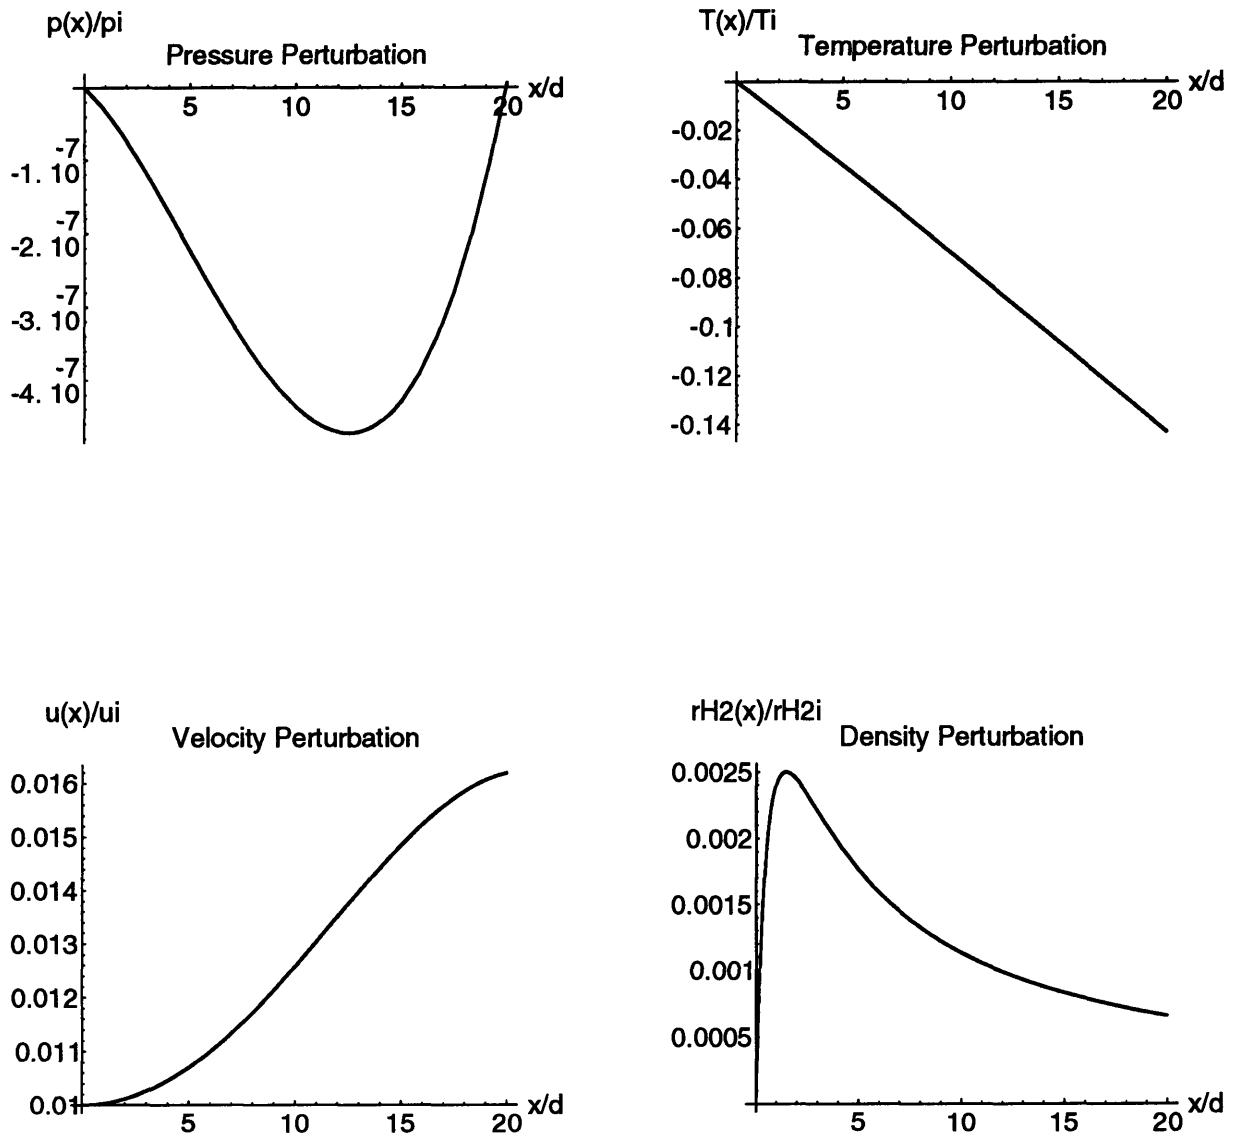 p(x)/pi
Pressure Perturbation
x/d
5 10 15 20
-7
-1. 10
-7
-2. 10
-7
-3. 10
-7
-4. 10
T(x)/Ti
Temperature Perturbation
x/d
5 10 15 20
-0.02
-0.04
-0.06
-0.08
-0.1
-0.12
-0.14
u(x)/ui
Velocity Perturbation
0.016
0.015
0.014
0.013
0.012
0.011
0.01
x/d
5 10 15 20
rH2(x)/rH2i
Density Perturbation
0.0025
0.002
0.0015
0.001
0.0005
x/d
5 10 15 20